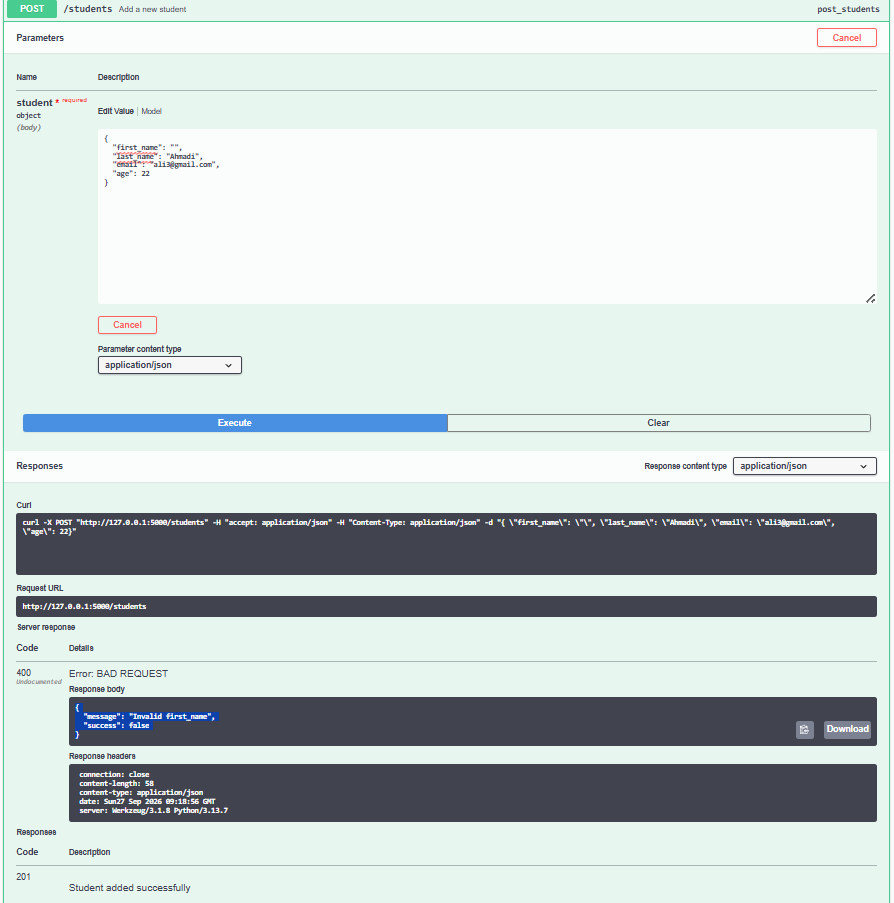 POST /students Add a new student post_students
Parameters Cancel
Name Description
student * required
object
(body)
Edit Value | Model
{
  "first_name": "",
  "last_name": "Ahmadi",
  "email": "ali3@gmail.com",
  "age": 22
}
Cancel
Parameter content type
application/json
Execute Clear
Responses Response content type application/json
Curl
curl -X POST "http://127.0.0.1:5000/students" -H "accept: application/json" -H "Content-Type: application/json" -d "{ \"first_name\": \"\", \"last_name\": \"Ahmadi\", \"email\": \"ali3@gmail.com\",
\"age\": 22}"
Request URL
http://127.0.0.1:5000/students
Server response
Code Details
400 Error: BAD REQUEST
Undocumented
Response body
{
  "message": "Invalid first_name",
  "success": false
}
Download
Response headers
connection: close
content-length: 58
content-type: application/json
date: Sun27 Sep 2026 09:18:56 GMT
server: Werkzeug/3.1.8 Python/3.13.7
Responses
Code Description
201
Student added successfully